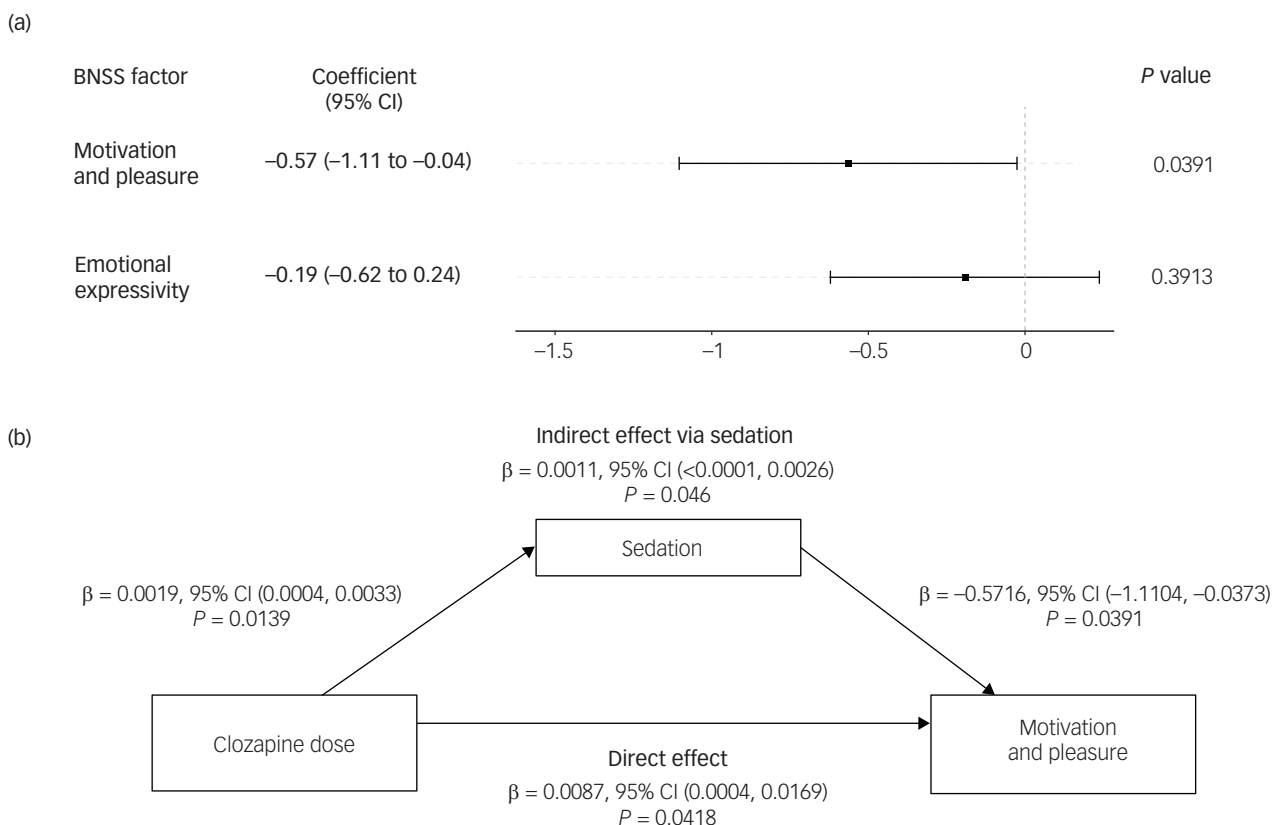 (a)
BNSS factor
Coefficient
(95% CI)
P value
Motivation
and pleasure
–0.57 (–1.11 to –0.04)
0.0391
Emotional
expressivity
–0.19 (–0.62 to 0.24)
0.3913
–1.5 –1 –0.5 0
(b)
Indirect effect via sedation
β = 0.0011, 95% CI (<0.0001, 0.0026)
P = 0.046
Sedation
β = 0.0019, 95% CI (0.0004, 0.0033)
P = 0.0139
β = –0.5716, 95% CI (–1.1104, –0.0373)
P = 0.0391
Clozapine dose
Motivation
and pleasure
Direct effect
β = 0.0087, 95% CI (0.0004, 0.0169)
P = 0.0418